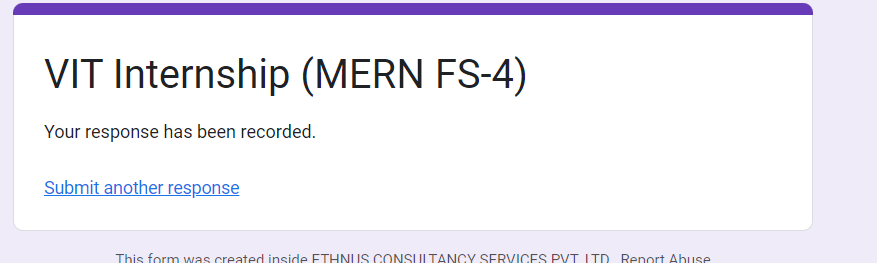 VIT Internship (MERN FS-4)
Your response has been recorded.
Submit another response
This form was created inside ETHNUS CONSULTANCY SERVICES PVT. LTD.. Report Abuse